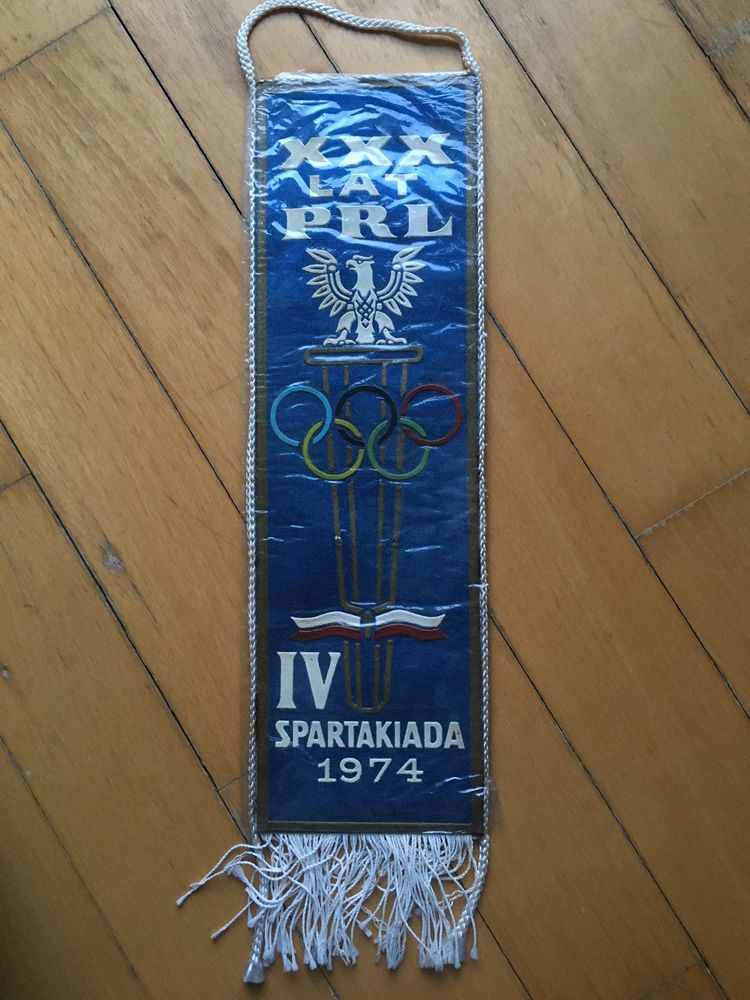 XXX
LAT
PRL
IV
SPARTAKIADA
1974